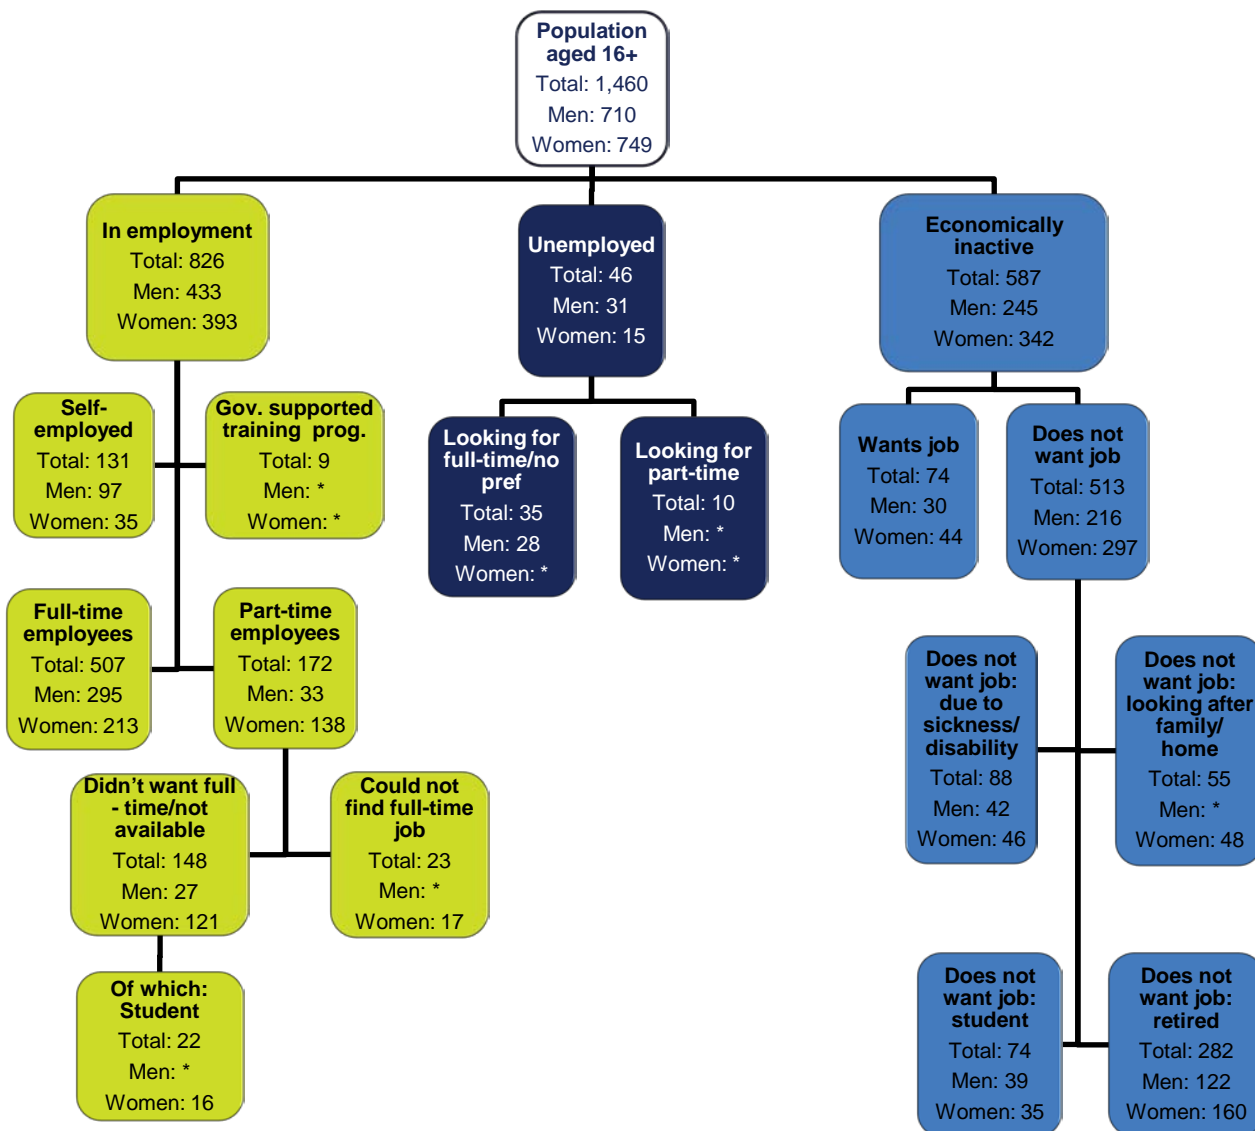 Population
aged 16+
Total: 1,460
Men: 710
Women: 749
In employment
Total: 826
Men: 433
Women: 393
Unemployed
Total: 46
Men: 31
Women: 15
Economically
inactive
Total: 587
Men: 245
Women: 342
Self-
employed
Total: 131
Men: 97
Women: 35
Gov. supported
training prog.
Total: 9
Men: *
Women: *
Looking for
full-time/no
pref
Total: 35
Men: 28
Women: *
Looking for
part-time
Total: 10
Men: *
Women: *
Wants job
Total: 74
Men: 30
Women: 44
Does not
want job
Total: 513
Men: 216
Women: 297
Full-time
employees
Total: 507
Men: 295
Women: 213
Part-time
employees
Total: 172
Men: 33
Women: 138
Does not
want job:
due to
sickness/
disability
Total: 88
Men: 42
Women: 46
Does not
want job:
looking after
family/
home
Total: 55
Men: *
Women: 48
Didn’t want full
- time/not
available
Total: 148
Men: 27
Women: 121
Could not
find full-time
job
Total: 23
Men: *
Women: 17
Of which:
Student
Total: 22
Men: *
Women: 16
Does not
want job:
student
Total: 74
Men: 39
Women: 35
Does not
want job:
retired
Total: 282
Men: 122
Women: 160